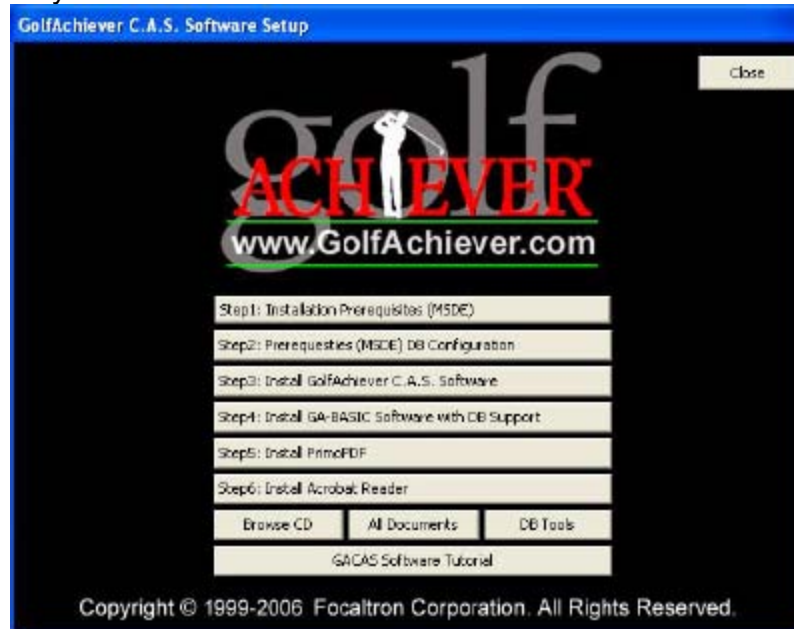 GolfAchiever C.A.S. Software Setup
Close
golf
ACHIEVER
www.GolfAchiever.com
Step1: Installation Prerequisites (MSDE)
Step2: Prerequesties (MSDE) DB Configuration
Step3: Install GolfAchiever C.A.S. Software
Step4: Install GA-BASIC Software with DB Support
Step5: Install PrimoPDF
Step6: Install Acrobat Reader
Browse CD All Documents DB Tools
GACAS Software Tutorial
Copyright © 1999-2006 Focaltron Corporation. All Rights Reserved.